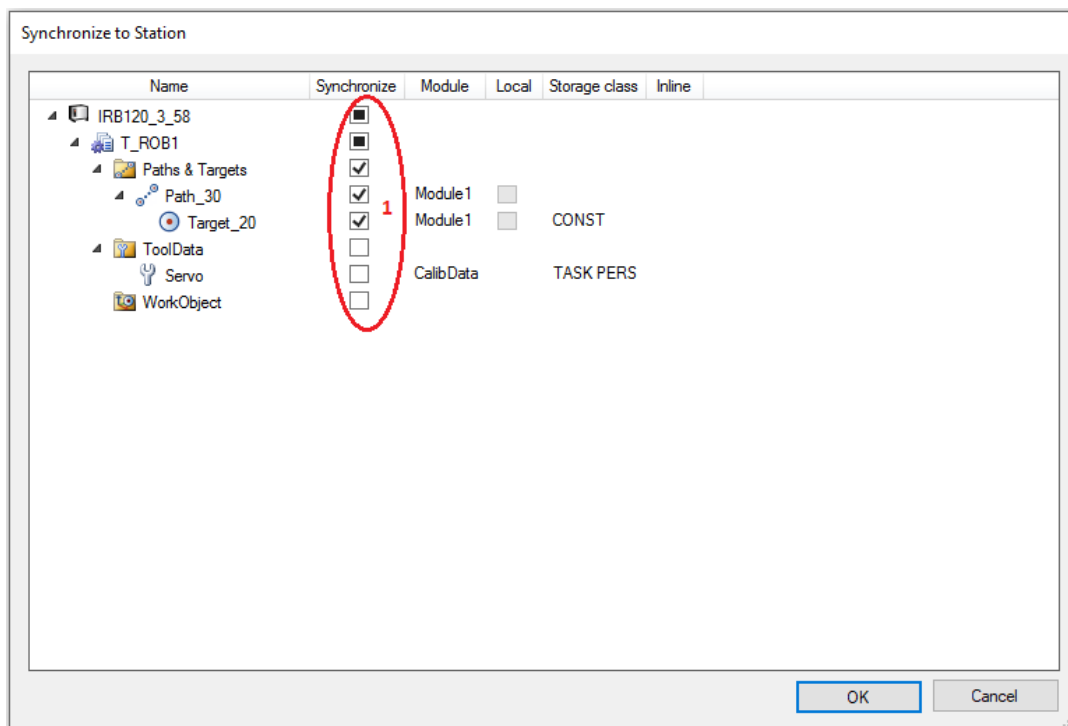 Synchronize to Station
Name Synchronize Module Local Storage class Inline
IRB120_3_58
T_ROB1
Paths & Targets
Path_30 Module1
1
Target_20 Module1 CONST
ToolData
Servo CalibData TASK PERS
WorkObject
OK Cancel